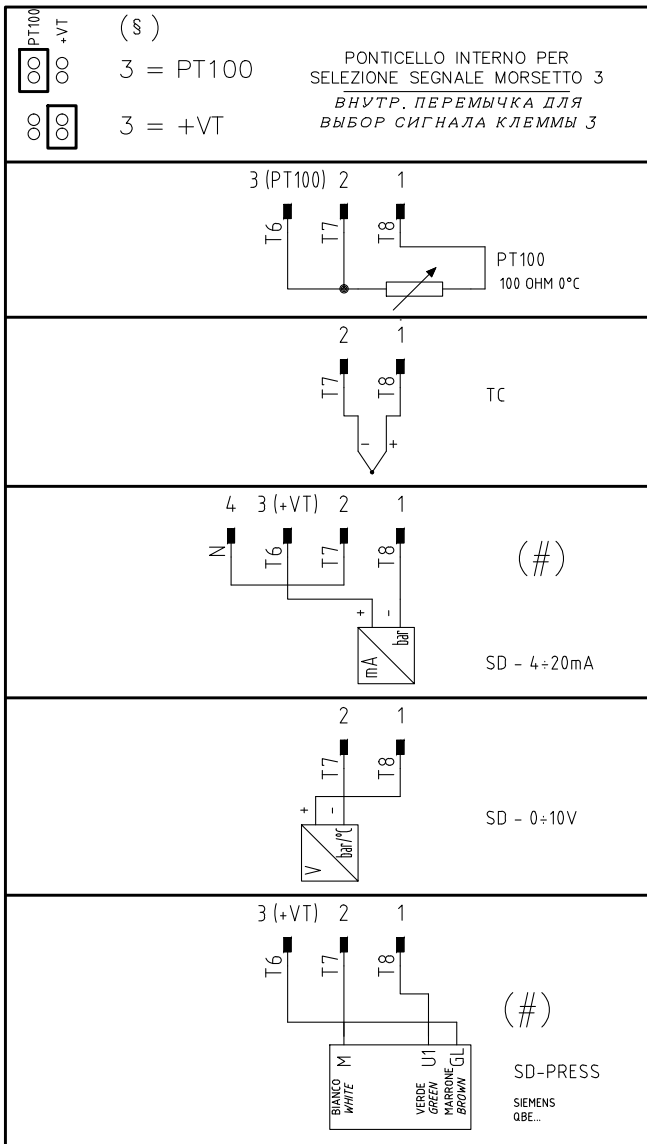 PT100
+VT
(§)
3 = PT100
3 = +VT
PONTICELLO INTERNO PER
SELEZIONE SEGNALE MORSETTO 3
ВНУТР. ПЕРЕМЫЧКА ДЛЯ
ВЫБОР СИГНАЛА КЛЕММЫ 3
3 (PT100) 2 1
T6 T7 T8
PT100
100 OHM 0°C
2 1
T7 T8
TC
- +
4 3 (+VT) 2 1
N T6 T7 T8
(#)
+ -
mA bar
SD - 4÷20mA
2 1
T7 T8
+ -
V bar/°C
SD - 0÷10V
3 (+VT) 2 1
T6 T7 T8
(#)
M U1 GL
BIANCO
WHITE
VERDE
GREEN
MARRONE
BROWN
SD-PRESS
SIEMENS
QBE...